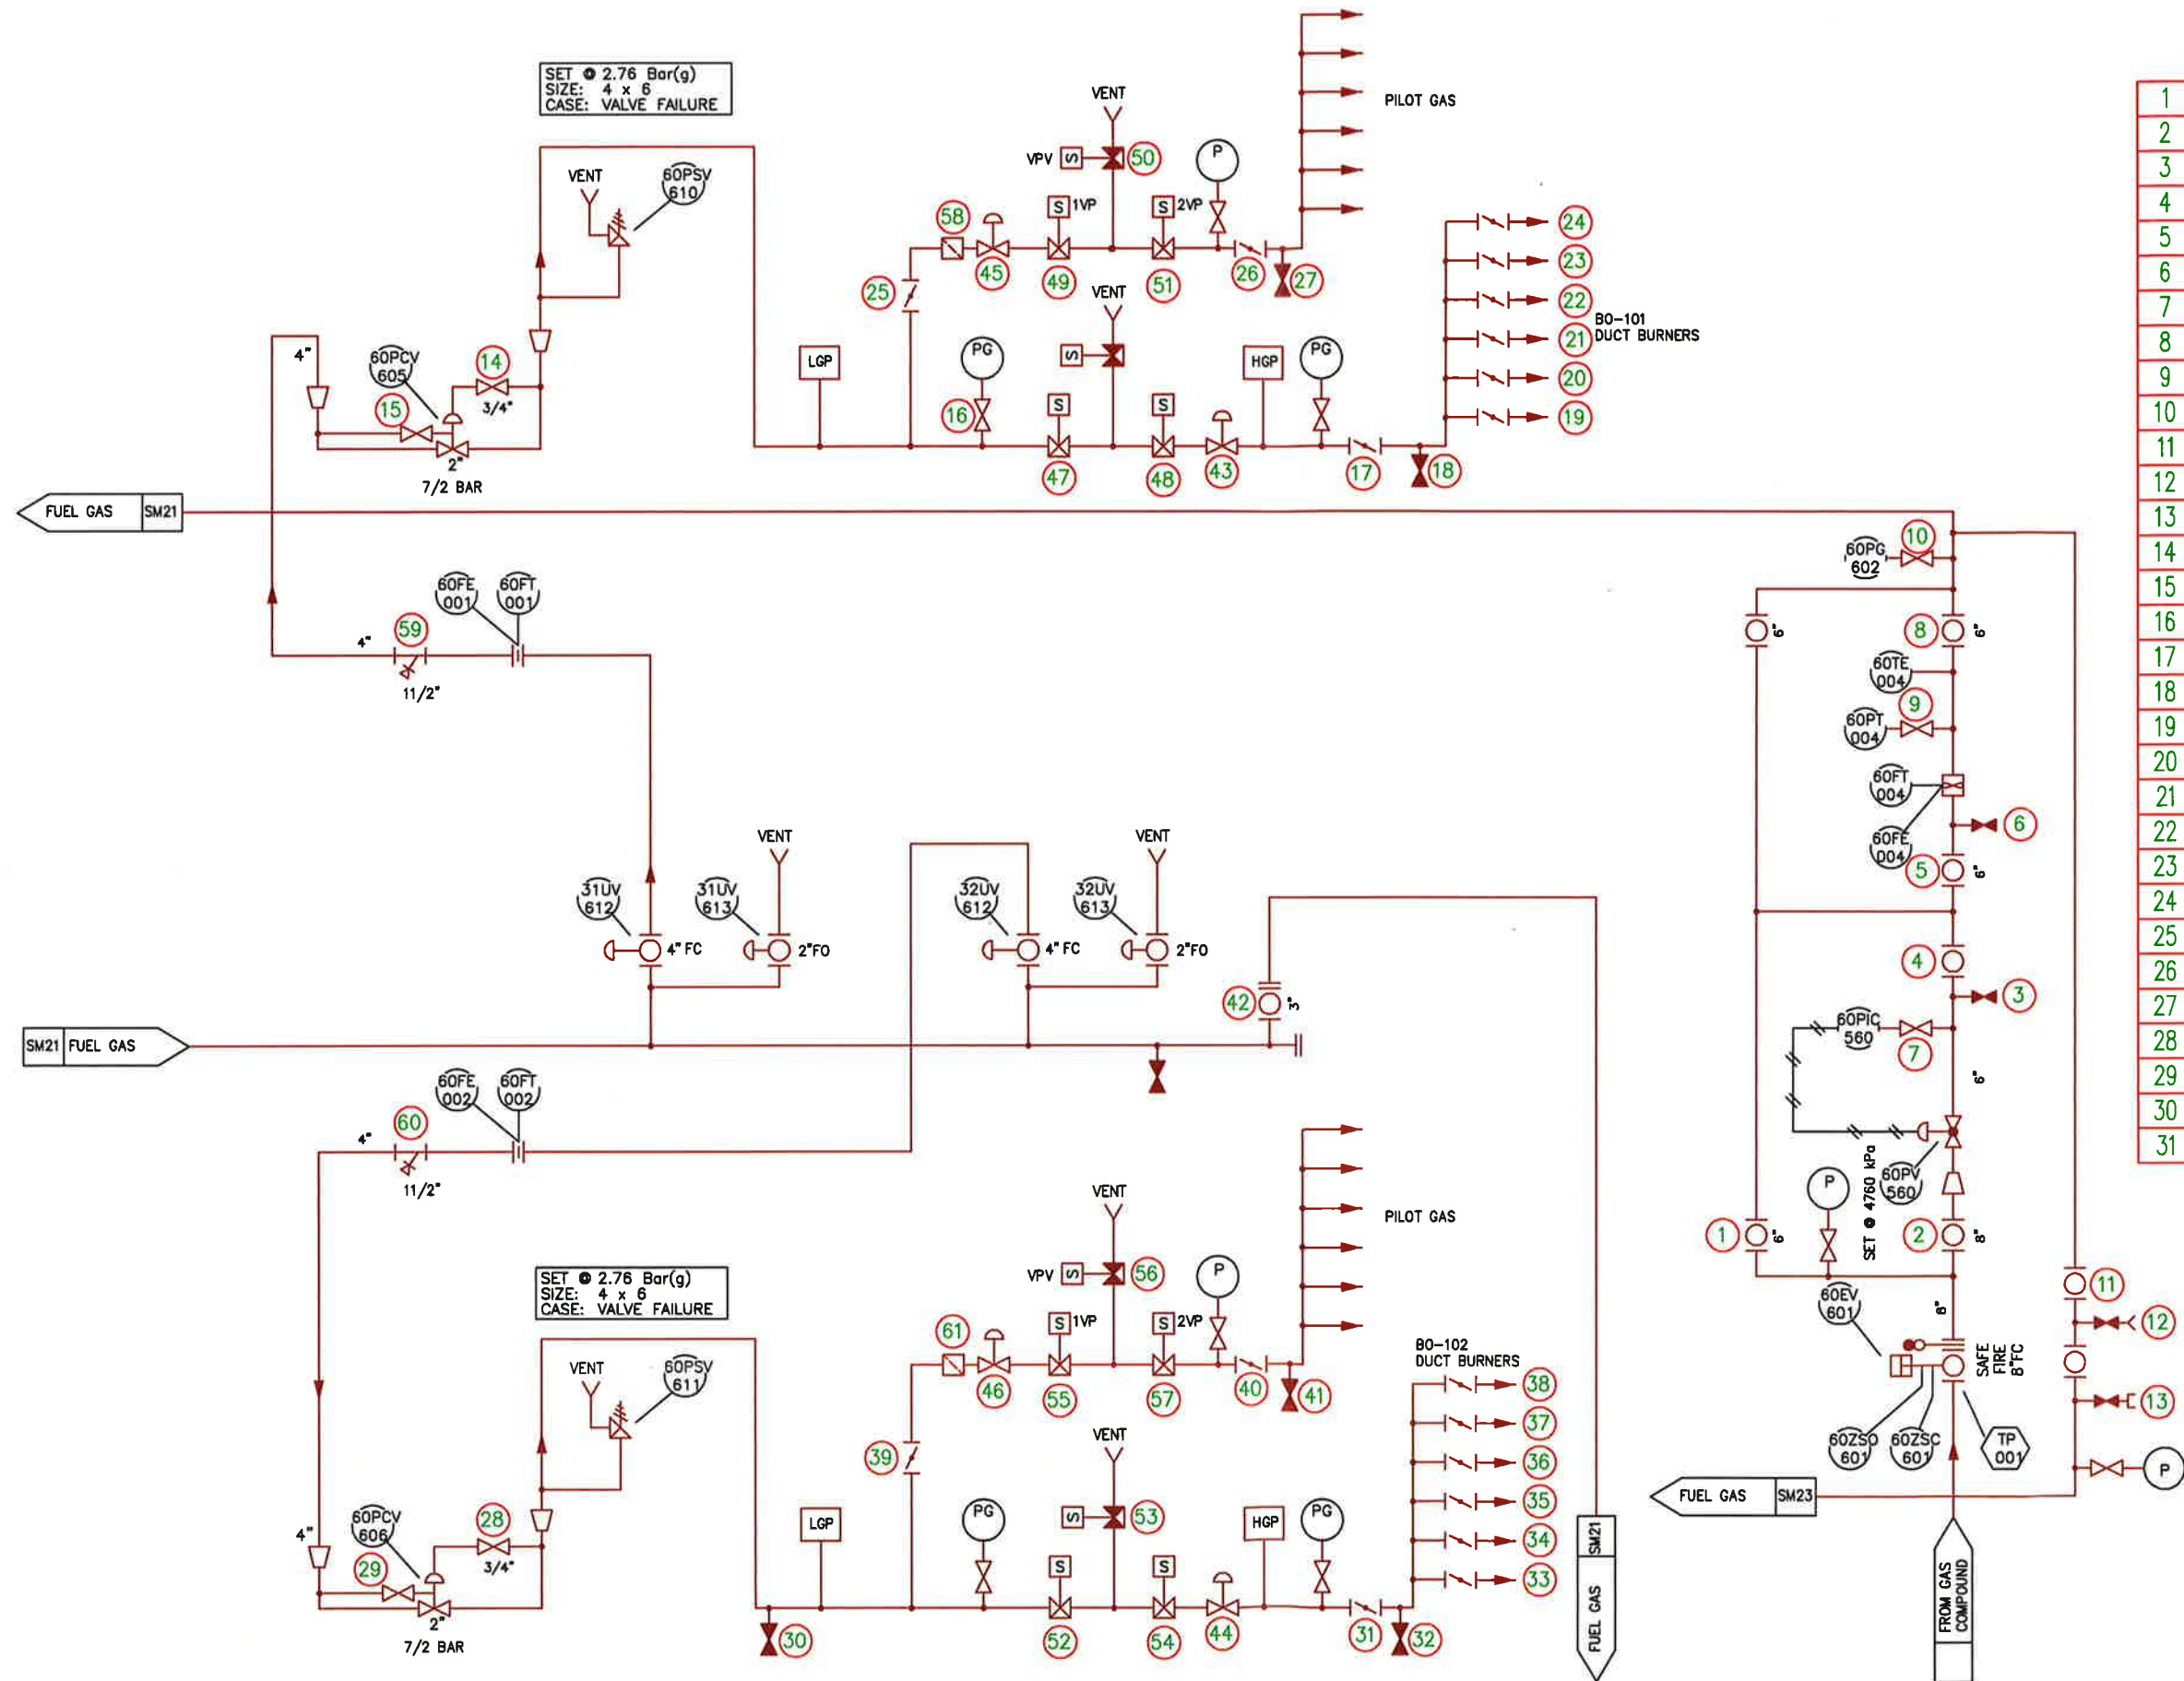 SET @ 2.76 Bar(g)
SIZE: 4 x 6
CASE: VALVE FAILURE
VENT
60PSV
610
4"
60PCV
605
14
3/4"
15
2"
7/2 BAR
VENT
VPV
S
50
P
PILOT GAS
58
S
1VP
S
2VP
45
49
51
26
27
25
VENT
S
LGP
PG
16
S
S
HGP
PG
47
48
43
17
18
24
23
22
21
20
19
BO-101
DUCT BURNERS
FUEL GAS
SM21
60FE
001
60FT
001
4"
59
11/2"
31UV
612
4" FC
VENT
31UV
613
2"FO
32UV
612
4" FC
VENT
32UV
613
2"FO
42
3"
SM21
FUEL GAS
60FE
002
60FT
002
4"
60
11/2"
SET @ 2.76 Bar(g)
SIZE: 4 x 6
CASE: VALVE FAILURE
VENT
60PSV
611
4"
60PCV
606
28
3/4"
29
2"
7/2 BAR
VENT
VPV
S
56
P
PILOT GAS
61
S
1VP
S
2VP
46
55
57
40
41
39
VENT
S
53
LGP
PG
S
S
HGP
PG
30
52
54
44
31
32
BO-102
DUCT BURNERS
38
37
36
35
34
33
SM21
FUEL GAS
60PG
602
10
6"
8
6"
60TE
004
9
60PT
004
60FT
004
60FE
004
6
5
6"
4
3
60PIC
560
7
6"
SET @ 4760 kPa
60PV
560
P
1
6"
2
8"
11
12
60EV
601
8"
SAFE
FIRE
8"FC
13
60ZSO
601
60ZSC
601
TP
001
P
FUEL GAS
SM23
FROM GAS
COMPOUND
1
2
3
4
5
6
7
8
9
10
11
12
13
14
15
16
17
18
19
20
21
22
23
24
25
26
27
28
29
30
31